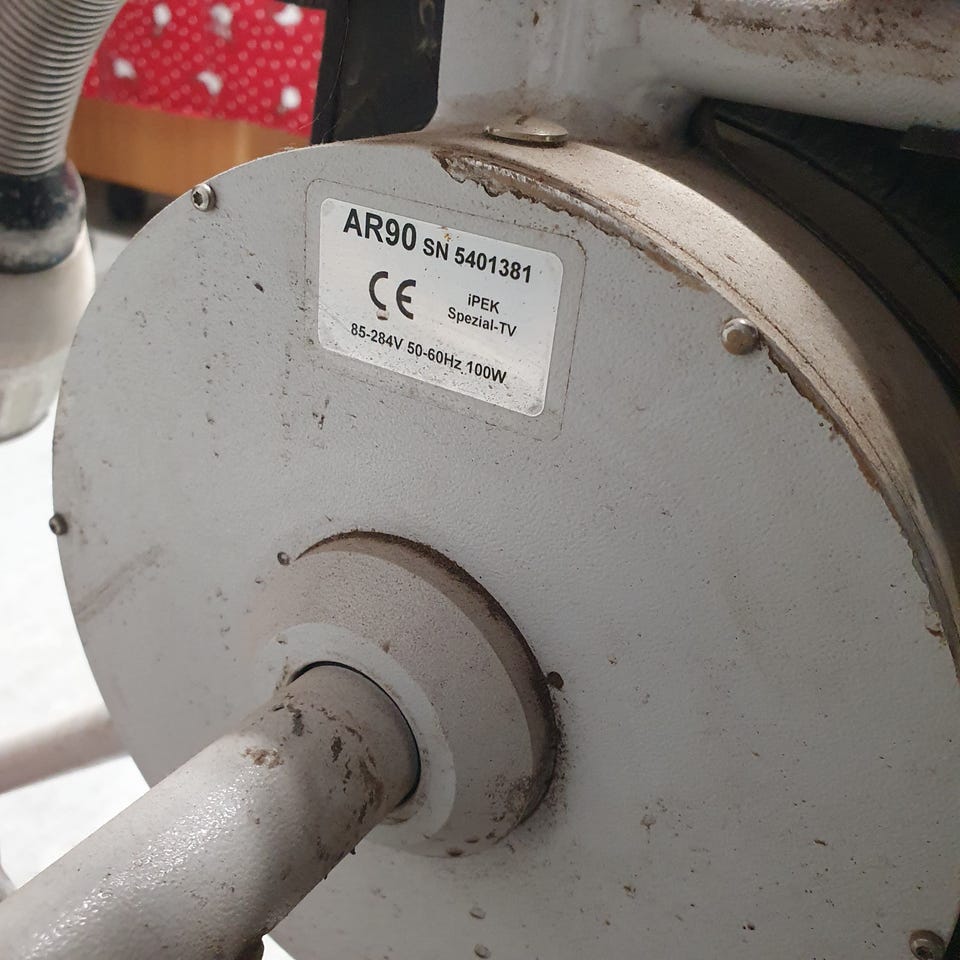 AR90 SN 5401381
CE iPEK
Spezial-TV
85-284V 50-60Hz 100W